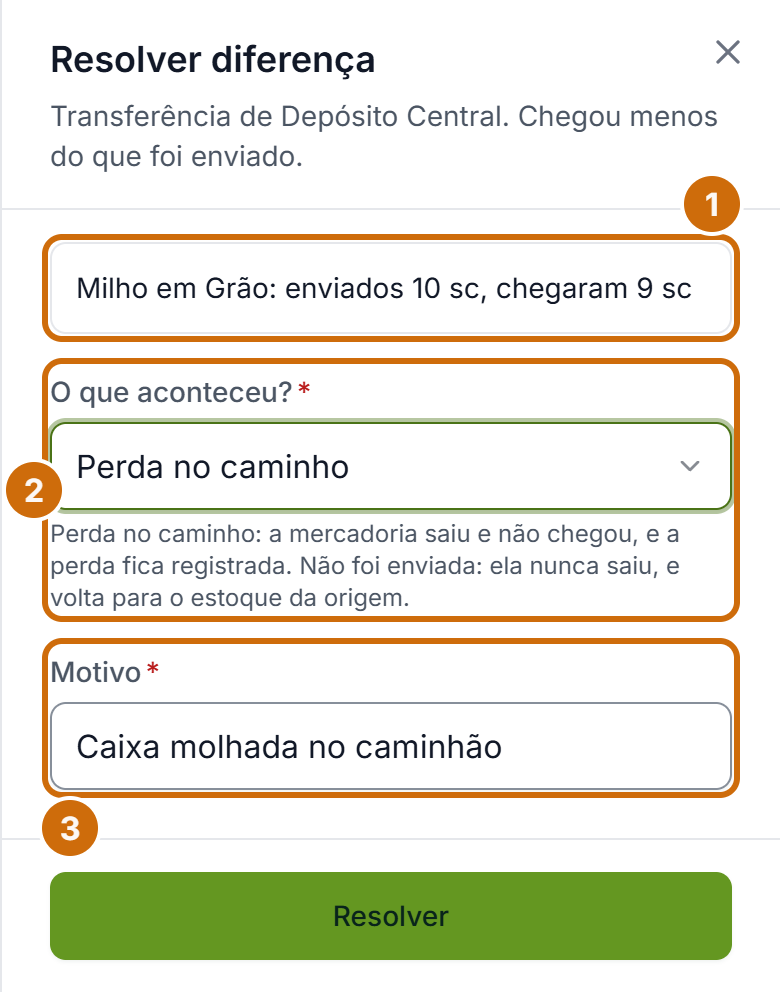 Resolver diferença
Transferência de Depósito Central. Chegou menos
do que foi enviado.
1
Milho em Grão: enviados 10 sc, chegaram 9 sc
O que aconteceu? *
Perda no caminho
2
Perda no caminho: a mercadoria saiu e não chegou, e a
perda fica registrada. Não foi enviada: ela nunca saiu, e
volta para o estoque da origem.
Motivo *
Caixa molhada no caminhão
3
Resolver